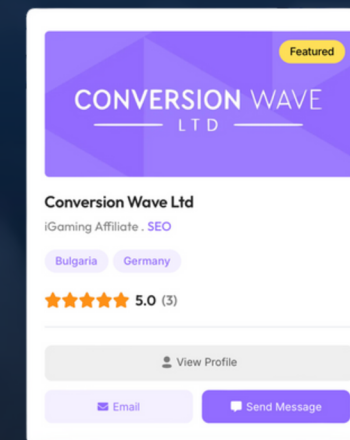 Featured
CONVERSION WAVE
LTD
Conversion Wave Ltd
iGaming Affiliate . SEO
Bulgaria Germany
5.0 (3)
View Profile
Email Send Message